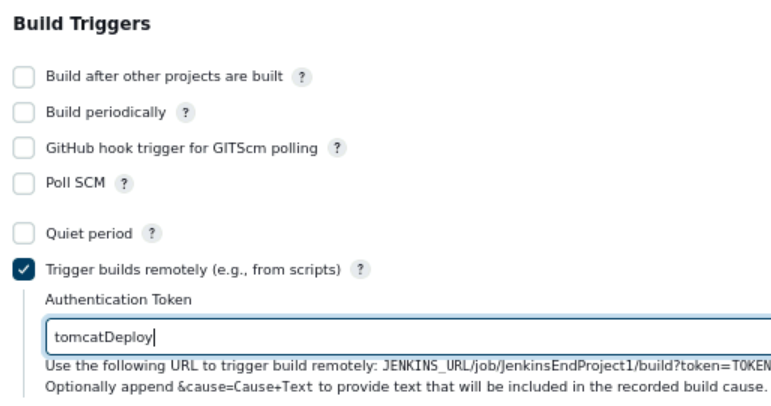 Build Triggers
Build after other projects are built ?
Build periodically ?
GitHub hook trigger for GITScm polling ?
Poll SCM ?
Quiet period ?
Trigger builds remotely (e.g., from scripts) ?
Authentication Token
tomcatDeploy
Use the following URL to trigger build remotely: JENKINS_URL/job/JenkinsEndProject1/build?token=TOKEN
Optionally append &cause=Cause+Text to provide text that will be included in the recorded build cause.